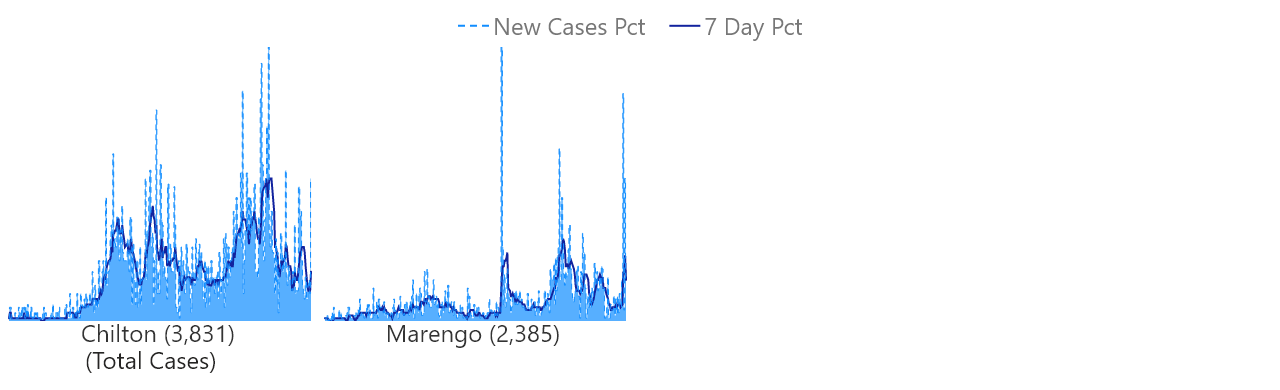 New Cases Pct 7 Day Pct
Chilton (3,831) Marengo (2,385)
(Total Cases)